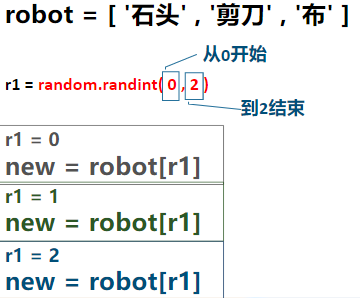 robot = [ '石头' , '剪刀' , '布' ]
从0开始
r1 = random.randint( 0 , 2 )
到2结束
r1 = 0
new = robot[r1]
r1 = 1
new = robot[r1]
r1 = 2
new = robot[r1]